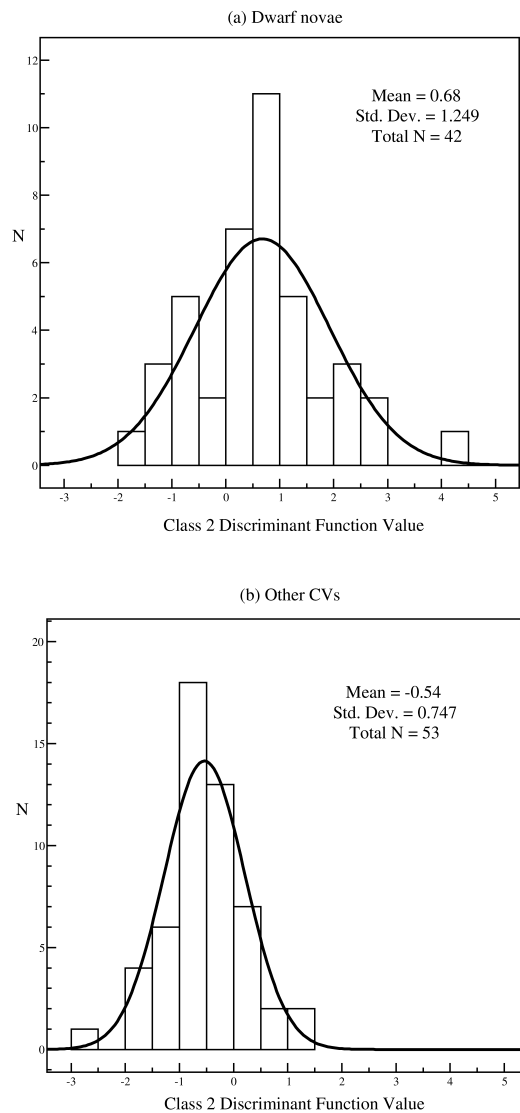 (a) Dwarf novae
12
Mean = 0.68
Std. Dev. = 1.249
10
Total N = 42
8
N
6
4
2
0
-3 -2 -1 0 1 2 3 4 5
Class 2 Discriminant Function Value
(b) Other CVs
20
Mean = -0.54
Std. Dev. = 0.747
Total N = 53
15
N
10
5
0
-3 -2 -1 0 1 2 3 4 5
Class 2 Discriminant Function Value